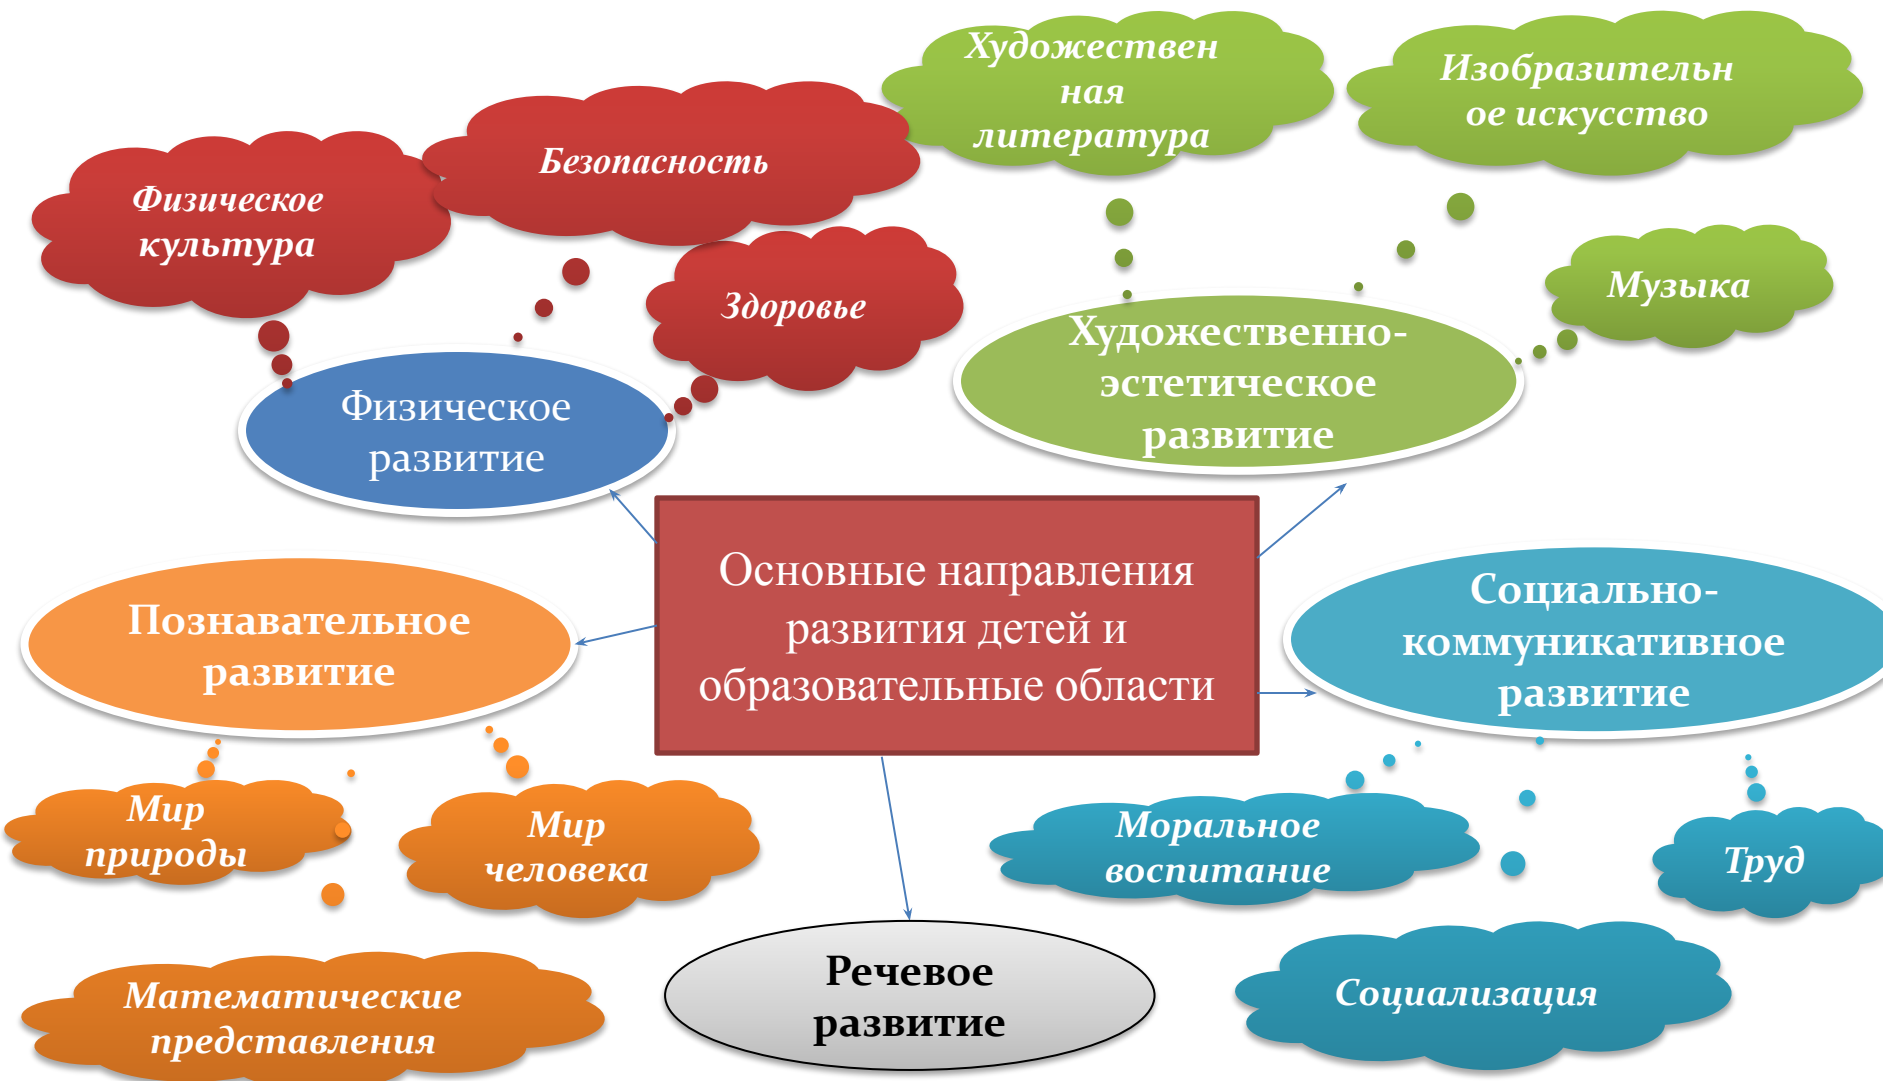 Художествен
ная
литература
Изобразительн
ое искусство
Безопасность
Физическое
культура
Музыка
Здоровье
Художественно-
эстетическое
развитие
Физическое
развитие
Основные направления
развития детей и
образовательные области
Познавательное
развитие
Социально-
коммуникативное
развитие
Мир
природы
Мир
человека
Моральное
воспитание
Труд
Математические
представления
Речевое
развитие
Социализация